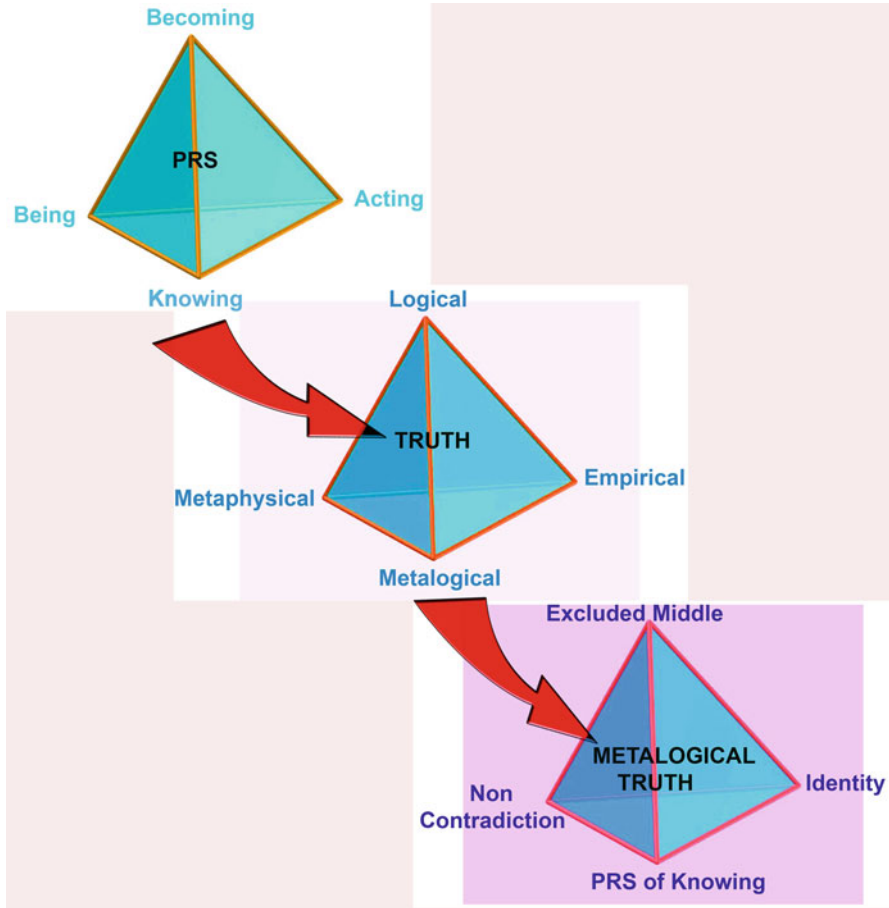 Becoming
PRS
Being
Acting
Knowing
Logical
TRUTH
Metaphysical
Empirical
Metalogical
Excluded Middle
METALOGICAL
TRUTH
Non
Contradiction
Identity
PRS of Knowing